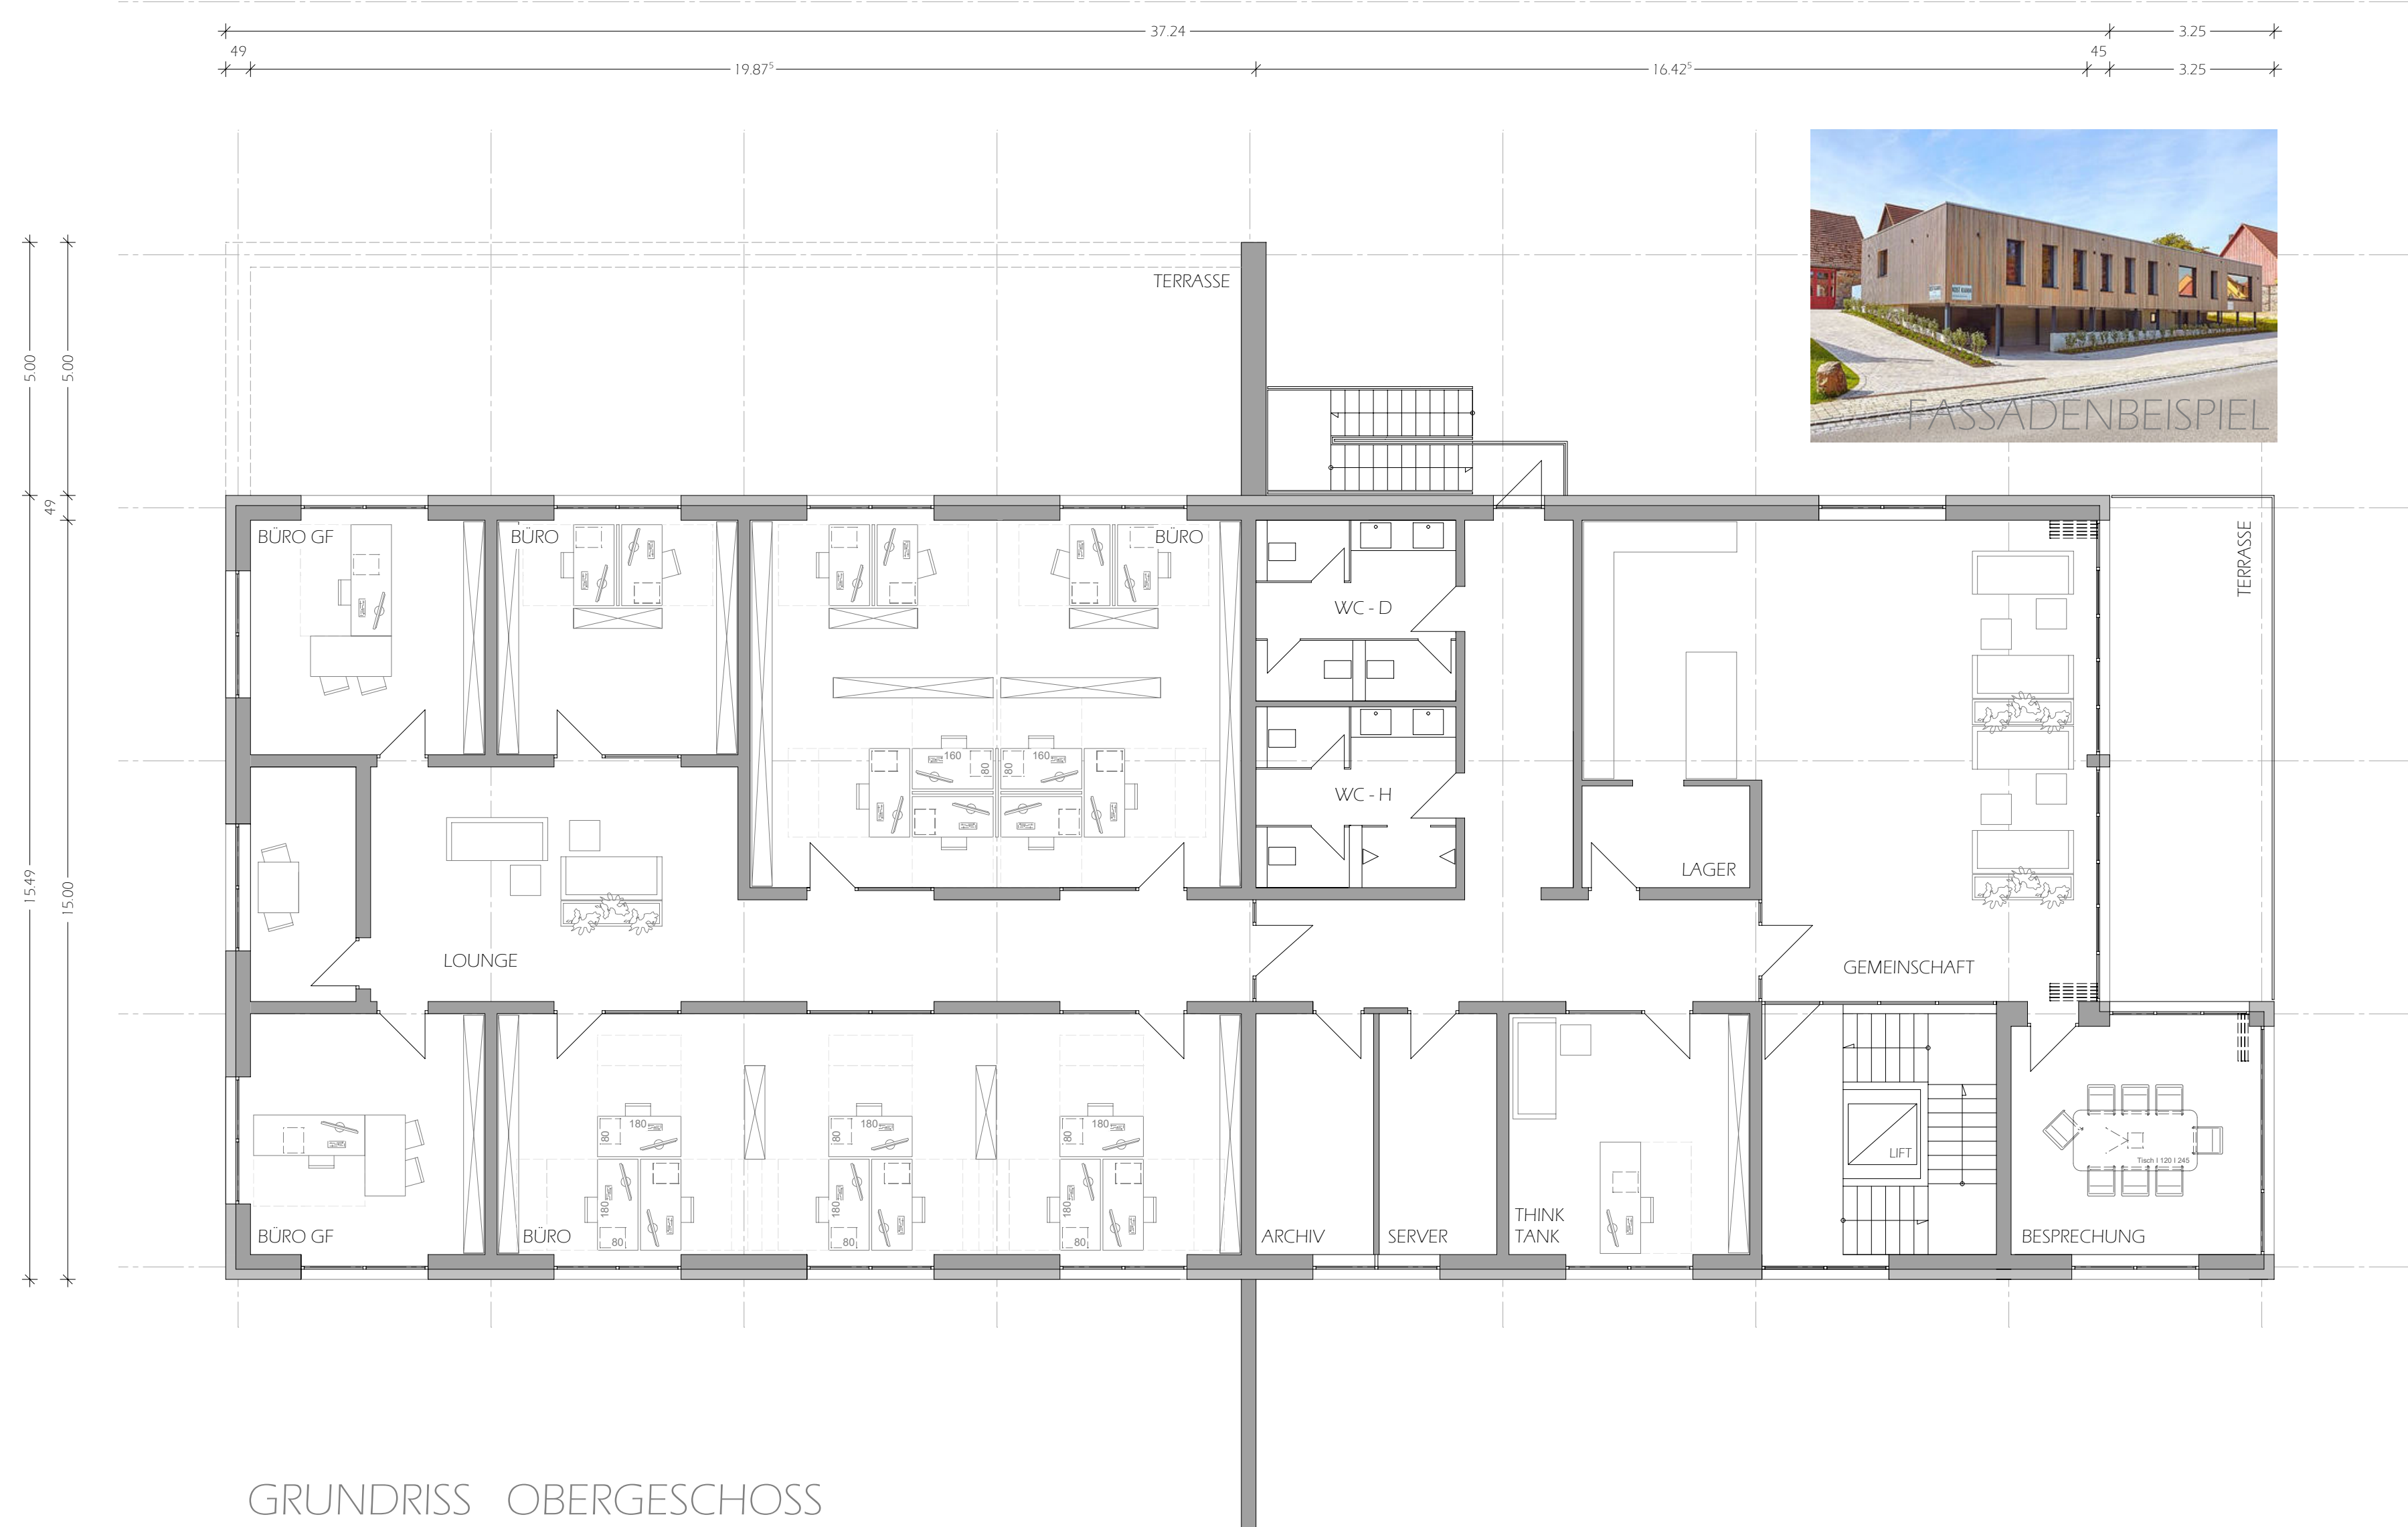 37.24
3.25
49
45
19.87⁵
16.42⁵
3.25
FASSADENBEISPIEL
5.00
5.00
49
15.49
15.00
TERRASSE
TERRASSE
BÜRO GF
BÜRO
BÜRO
WC - D
160
80
80
160
WC - H
LAGER
LOUNGE
GEMEINSCHAFT
180
80
180
80
180
80
180
80
180
80
180
80
LIFT
Tisch I 120 I 245
BÜRO GF
BÜRO
ARCHIV
SERVER
THINK
TANK
BESPRECHUNG
GRUNDRISS OBERGESCHOSS